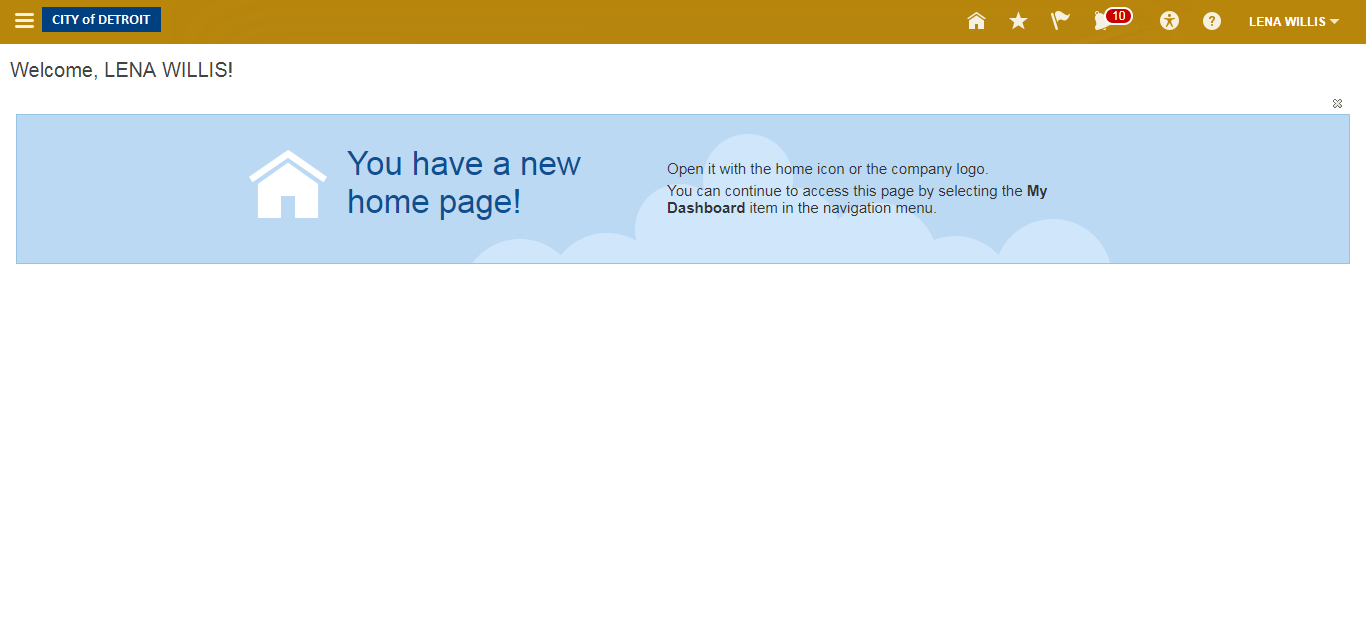 CITY of DETROIT
10
?
LENA WILLIS
Welcome, LENA WILLIS!
You have a new
home page!
Open it with the home icon or the company logo.
You can continue to access this page by selecting the My
Dashboard item in the navigation menu.